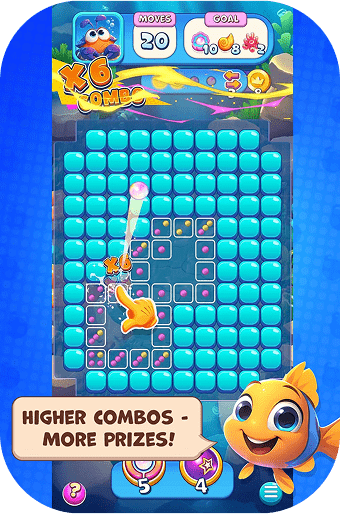 MOVES
GOAL
20
10 8 2
X6
COMBO
X6
HIGHER COMBOS -
MORE PRIZES!
5 4
?